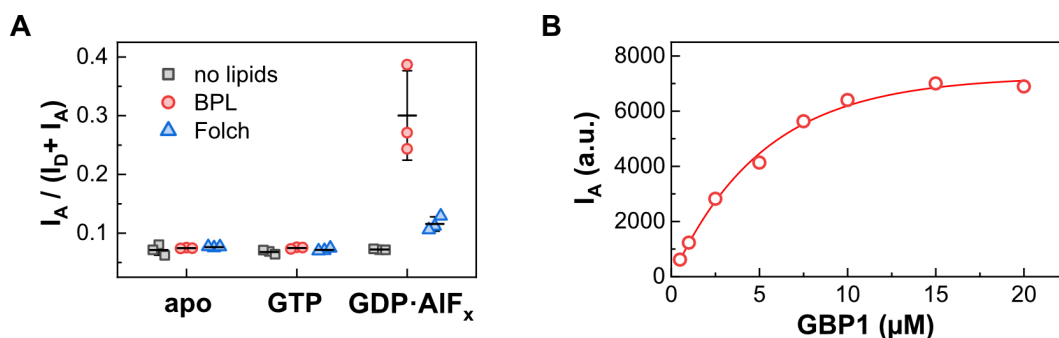 A
I_A / (I_D + I_A)
0.4
0.3
0.2
0.1
no lipids
BPL
Folch
apo GTP GDP·AlF_x
B
I_A (a.u.)
8000
6000
4000
2000
0
0 5 10 15 20
GBP1 (µM)